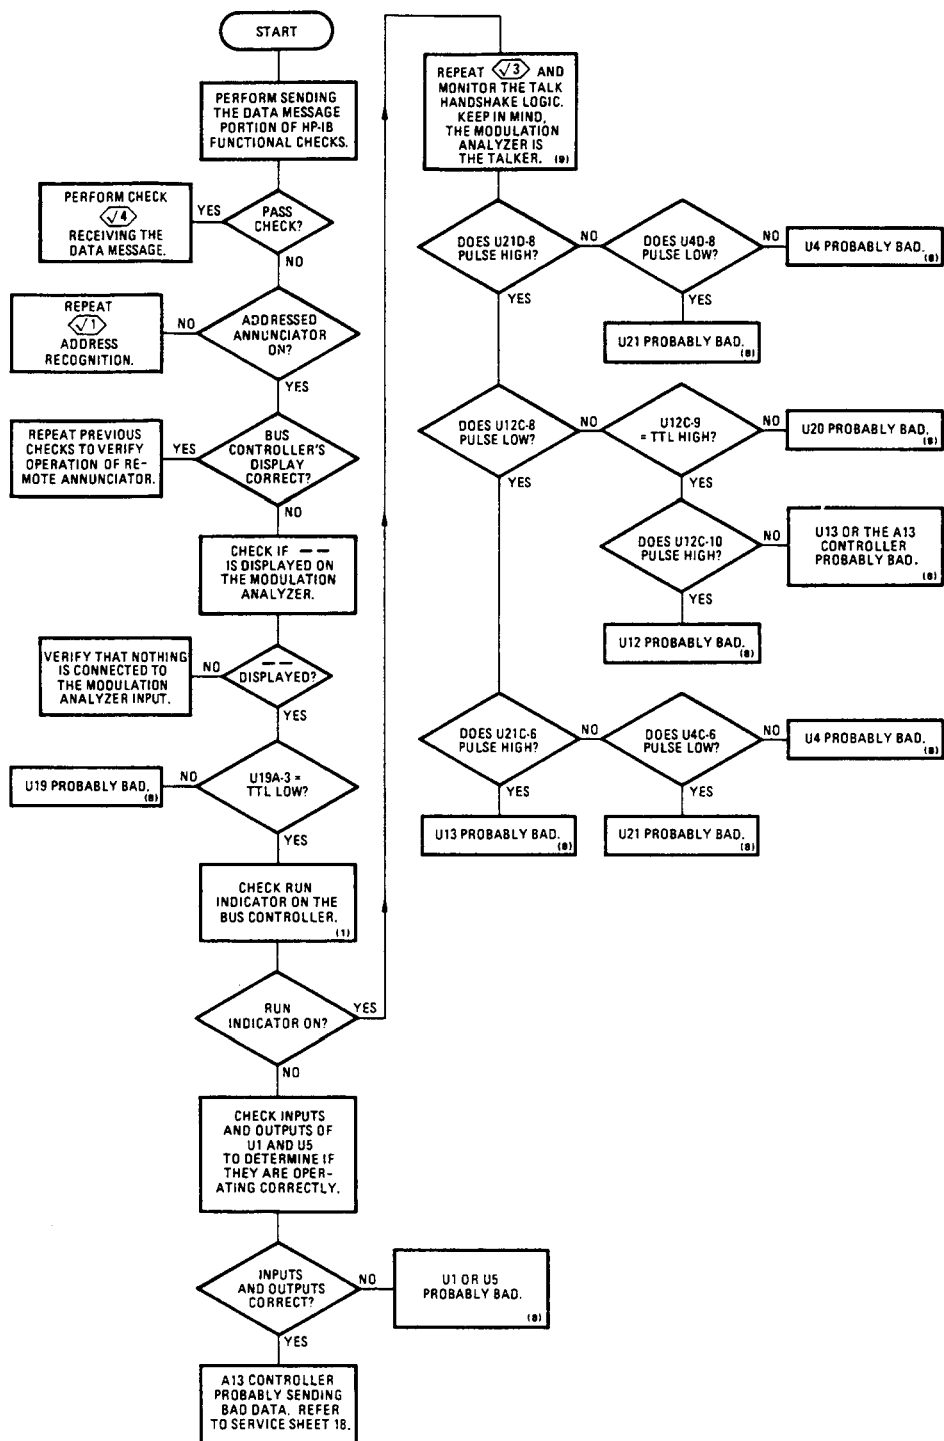 START
PERFORM SENDING
THE DATA MESSAGE
PORTION OF HP-IB
FUNCTIONAL CHECKS.
PASS
CHECK?
YES
NO
PERFORM CHECK
√4
RECEIVING THE
DATA MESSAGE.
ADDRESSED
ANNUNCIATOR
ON?
NO
YES
REPEAT
√1
ADDRESS
RECOGNITION.
BUS
CONTROLLER'S
DISPLAY
CORRECT?
YES
NO
REPEAT PREVIOUS
CHECKS TO VERIFY
OPERATION OF RE-
MOTE ANNUNCIATOR.
CHECK IF — —
IS DISPLAYED ON
THE MODULATION
ANALYZER.
— —
DISPLAYED?
NO
YES
VERIFY THAT NOTHING
IS CONNECTED TO
THE MODULATION
ANALYZER INPUT.
U19A-3 =
TTL LOW?
NO
YES
U19 PROBABLY BAD.
(8)
CHECK RUN
INDICATOR ON THE
BUS CONTROLLER.
(1)
RUN
INDICATOR ON?
YES
NO
CHECK INPUTS
AND OUTPUTS OF
U1 AND U5
TO DETERMINE IF
THEY ARE OPER-
ATING CORRECTLY.
INPUTS
AND OUTPUTS
CORRECT?
NO
YES
U1 OR U5
PROBABLY BAD.
(8)
A13 CONTROLLER
PROBABLY SENDING
BAD DATA. REFER
TO SERVICE SHEET 18.
REPEAT √3 AND
MONITOR THE TALK
HANDSHAKE LOGIC.
KEEP IN MIND,
THE MODULATION
ANALYZER IS
THE TALKER. (9)
DOES U21D-8
PULSE HIGH?
NO
YES
DOES U4D-8
PULSE LOW?
NO
YES
U4 PROBABLY BAD.
(8)
U21 PROBABLY BAD.
(8)
DOES U12C-8
PULSE LOW?
NO
YES
U12C-9
= TTL HIGH?
NO
YES
U20 PROBABLY BAD.
(8)
DOES U12C-10
PULSE HIGH?
NO
YES
U13 OR THE A13
CONTROLLER
PROBABLY BAD.
(8)
U12 PROBABLY BAD.
(8)
DOES U21C-6
PULSE HIGH?
NO
YES
DOES U4C-6
PULSE LOW?
NO
YES
U4 PROBABLY BAD.
(8)
U13 PROBABLY BAD.
(8)
U21 PROBABLY BAD.
(8)